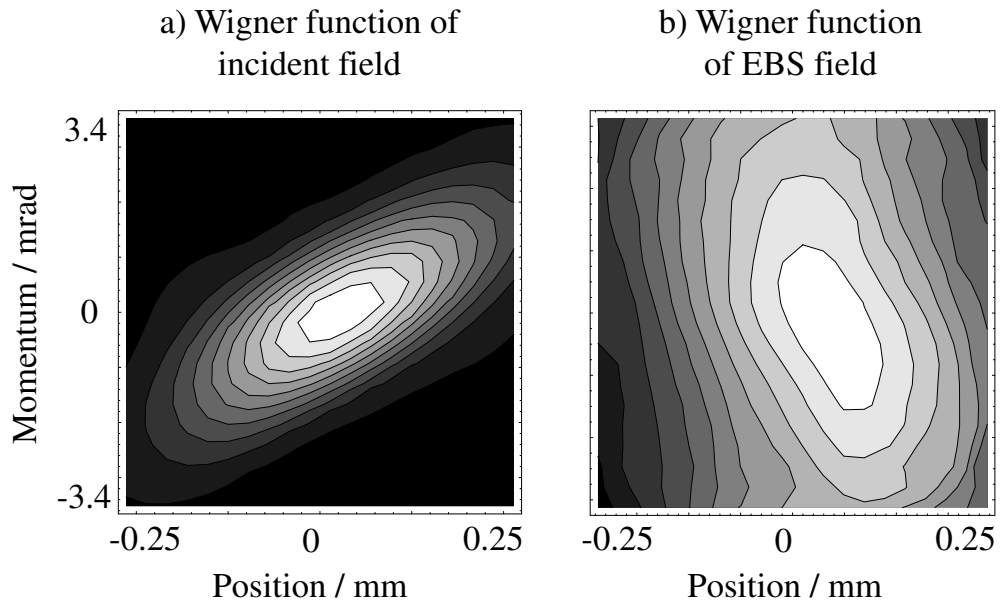 a) Wigner function of
incident field
b) Wigner function
of EBS field
Momentum / mrad
3.4
0
-3.4
-0.25
0
0.25
Position / mm
-0.25
0
0.25
Position / mm